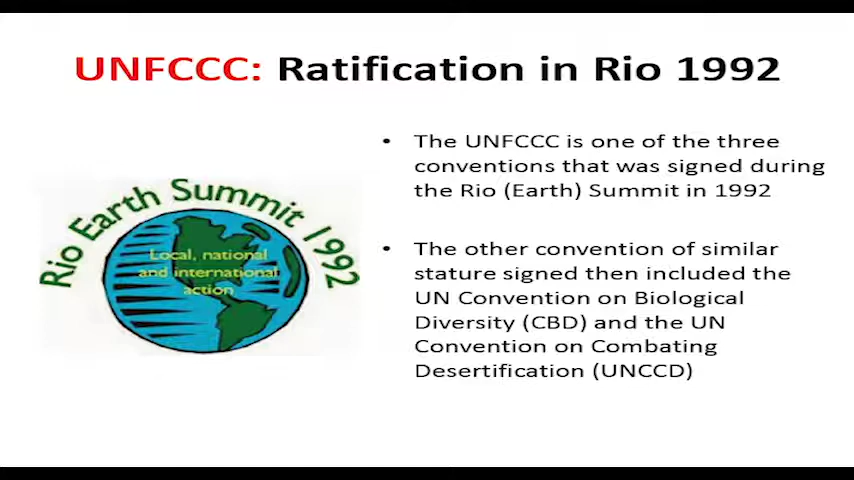 UNFCCC: Ratification in Rio 1992
• The UNFCCC is one of the three
conventions that was signed during
the Rio (Earth) Summit in 1992
Rio Earth Summit 1992
Local, national
and international
action
• The other convention of similar
stature signed then included the
UN Convention on Biological
Diversity (CBD) and the UN
Convention on Combating
Desertification (UNCCD)